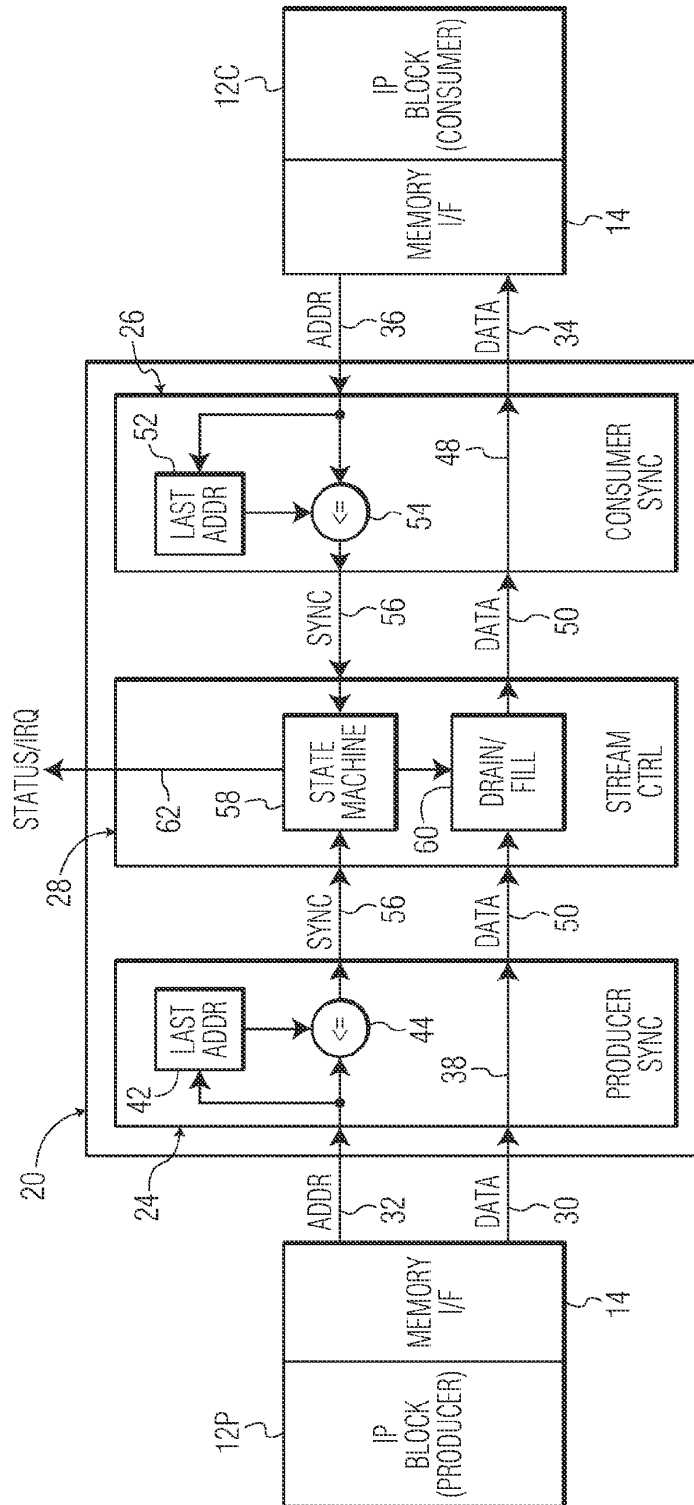 STATUS/IRQ
20
24
42
LAST
ADDR
<=
44
38
PRODUCER
SYNC
12P
IP
BLOCK
(PRODUCER)
MEMORY
I/F
14
ADDR
32
DATA
30
28
62
SYNC
56
58
STATE
MACHINE
60
DRAIN/
FILL
DATA
50
STREAM
CTRL
SYNC
56
DATA
50
26
52
LAST
ADDR
<=
54
48
CONSUMER
SYNC
ADDR
36
DATA
34
12C
MEMORY
I/F
IP
BLOCK
(CONSUMER)
14